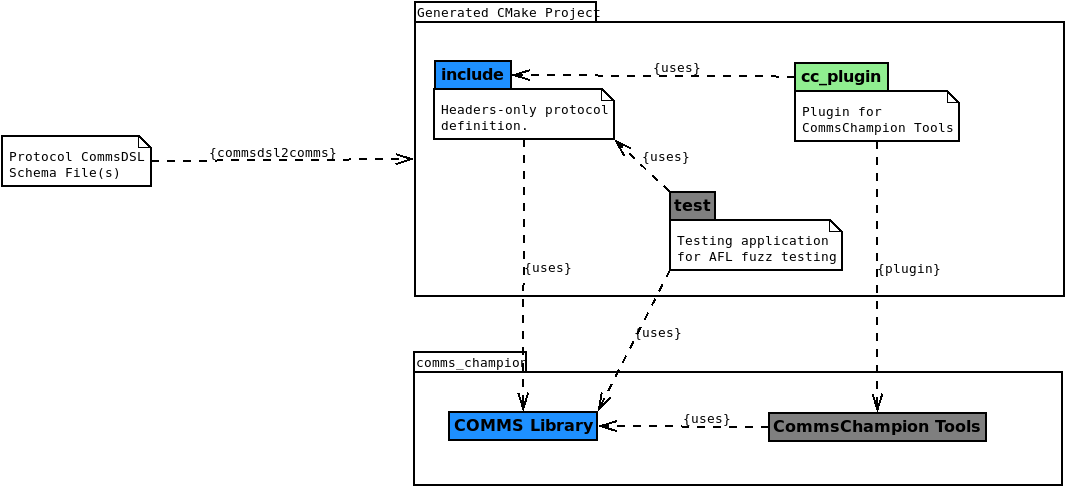 Generated CMake Project
include
{uses}
cc_plugin
Headers-only protocol
definition.
Plugin for
CommsChampion Tools
Protocol CommsDSL
Schema File(s)
{commsdsl2comms}
{uses}
test
Testing application
for AFL fuzz testing
{uses}
{plugin}
{uses}
comms_champion
COMMS Library
{uses}
CommsChampion Tools